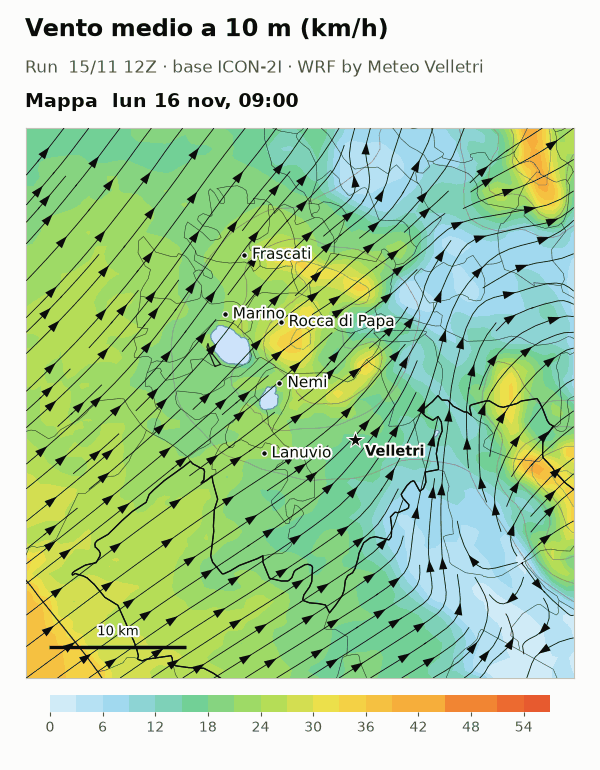 Vento medio a 10 m (km/h)
Run  15/11 12Z · base ICON-2I · WRF by Meteo Velletri
Mappa  lun 16 nov, 09:00
Frascati
Marino
Rocca di Papa
Nemi
Velletri
Lanuvio
10 km
0 6 12 18 24 30 36 42 48 54